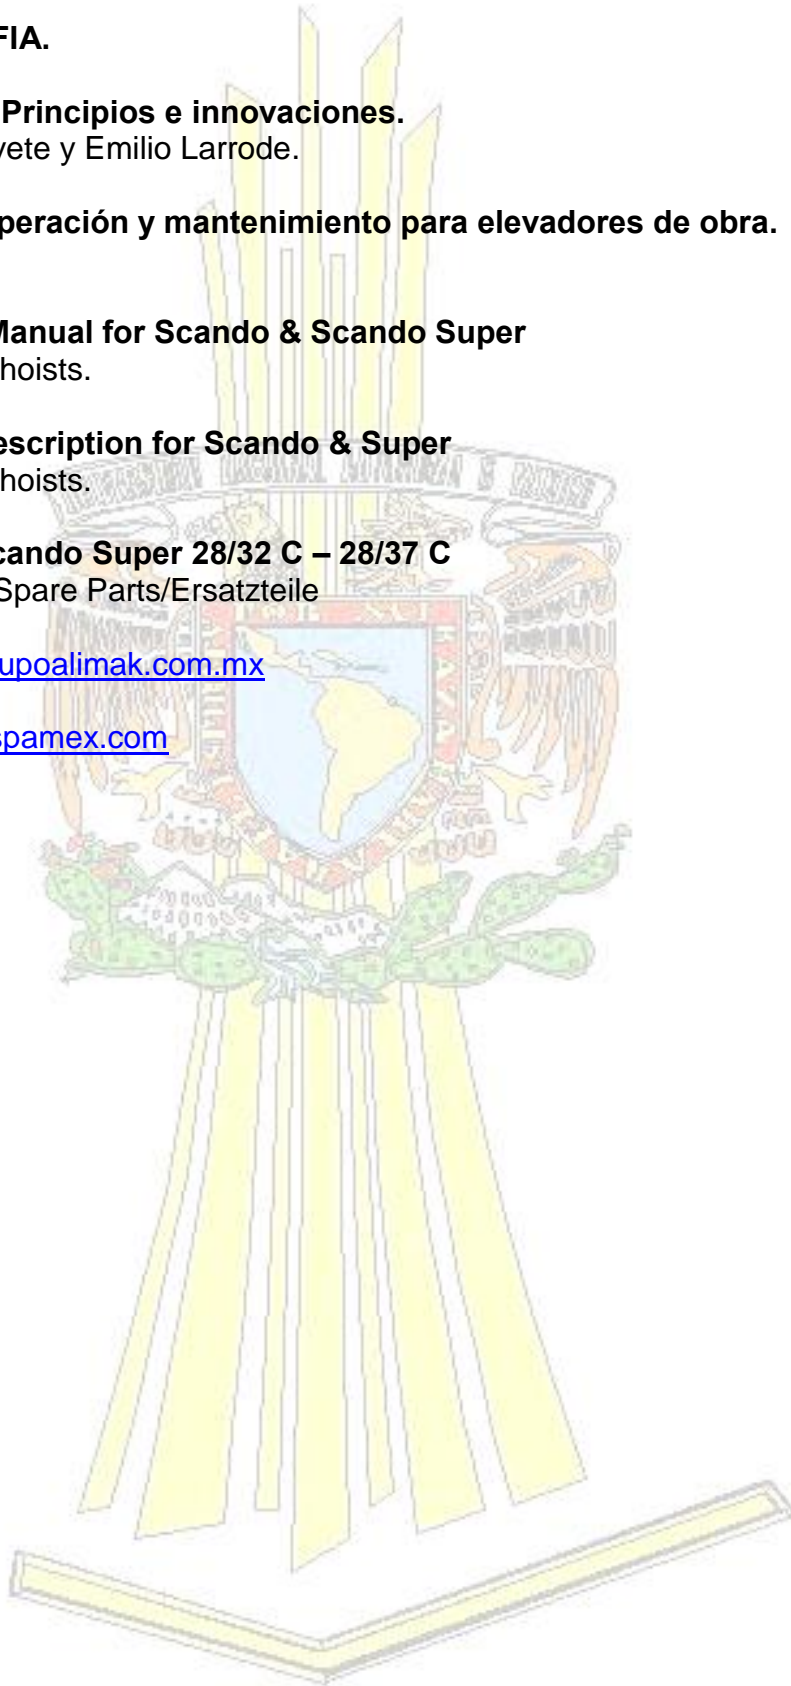 FIA.
Principios e innovaciones.
vete y Emilio Larrode.
peración y mantenimiento para elevadores de obra.
Manual for Scando & Scando Super
hoists.
escription for Scando & Super
hoists.
cando Super 28/32 C – 28/37 C
Spare Parts/Ersatzteile
upoalimak.com.mx
spamex.com